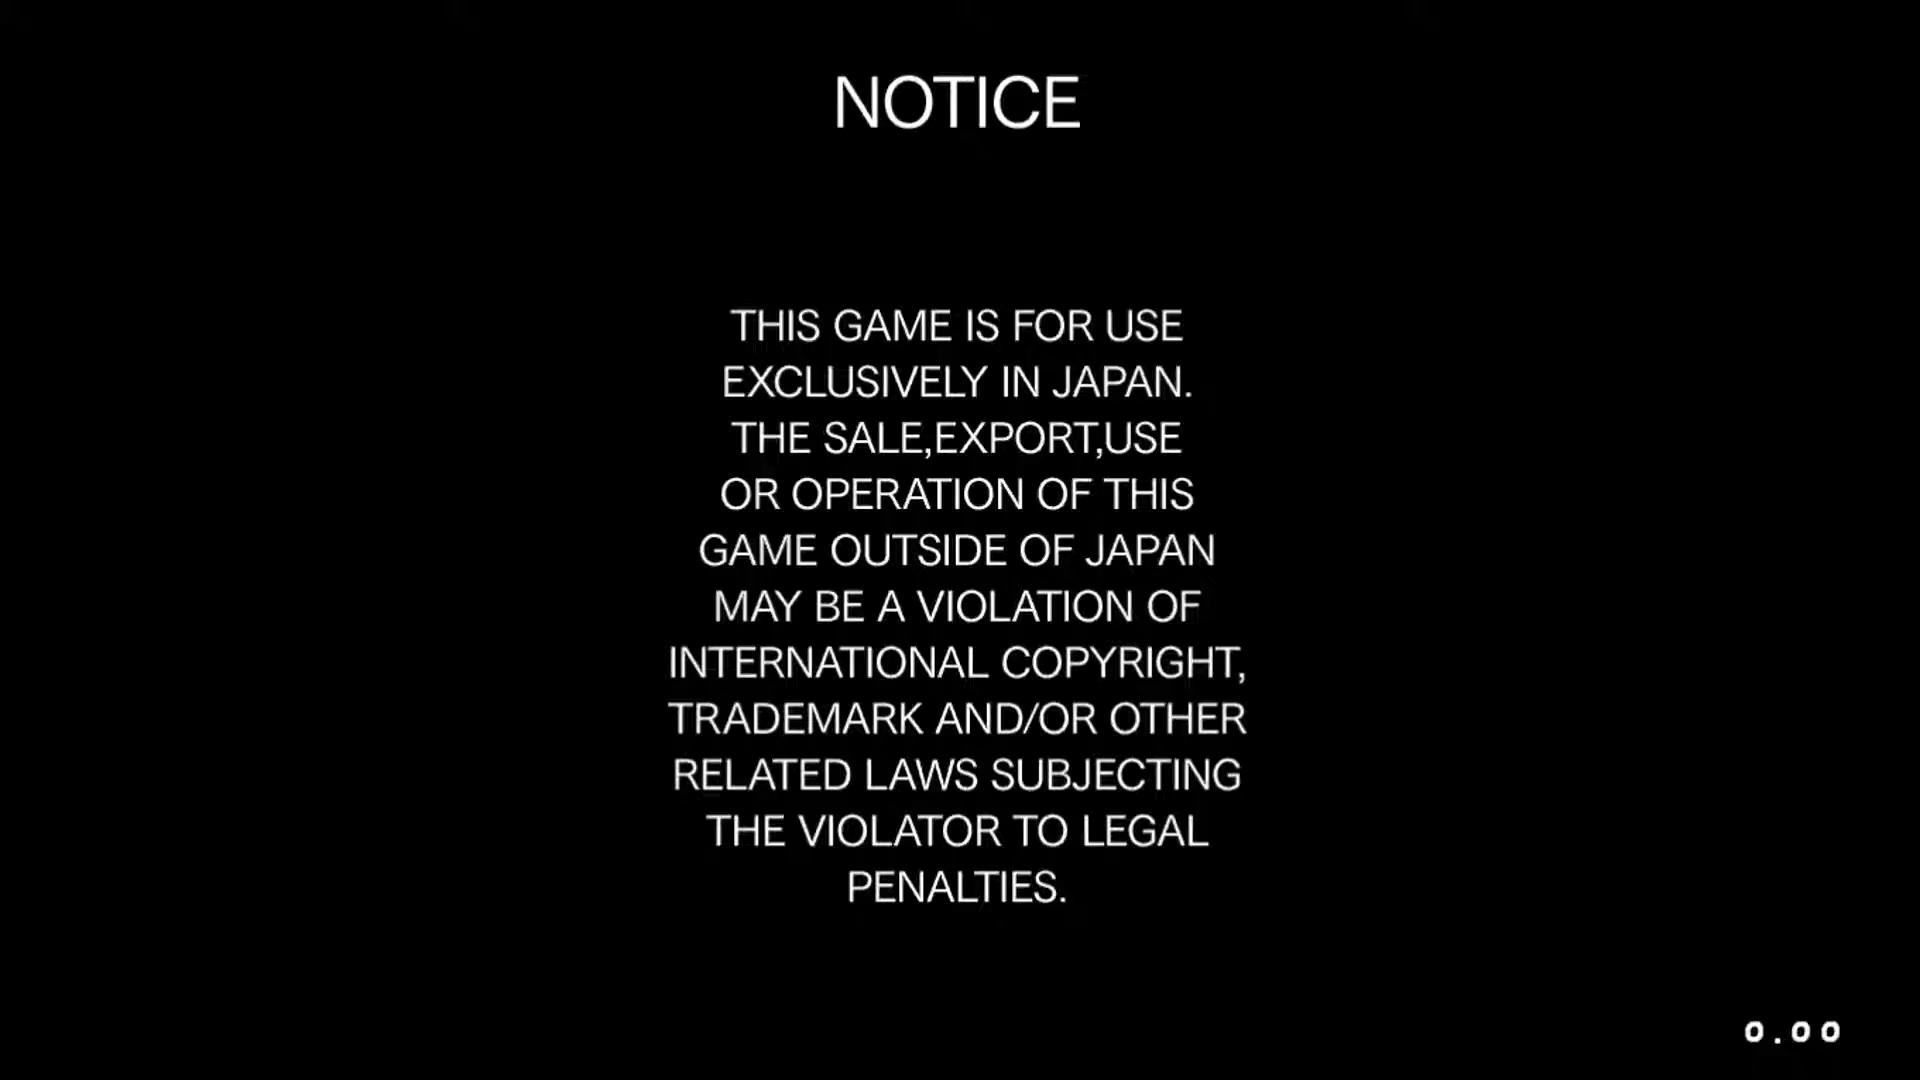 NOTICE
THIS GAME IS FOR USE
EXCLUSIVELY IN JAPAN.
THE SALE,EXPORT,USE
OR OPERATION OF THIS
GAME OUTSIDE OF JAPAN
MAY BE A VIOLATION OF
INTERNATIONAL COPYRIGHT,
TRADEMARK AND/OR OTHER
RELATED LAWS SUBJECTING
THE VIOLATOR TO LEGAL
PENALTIES.
0.00